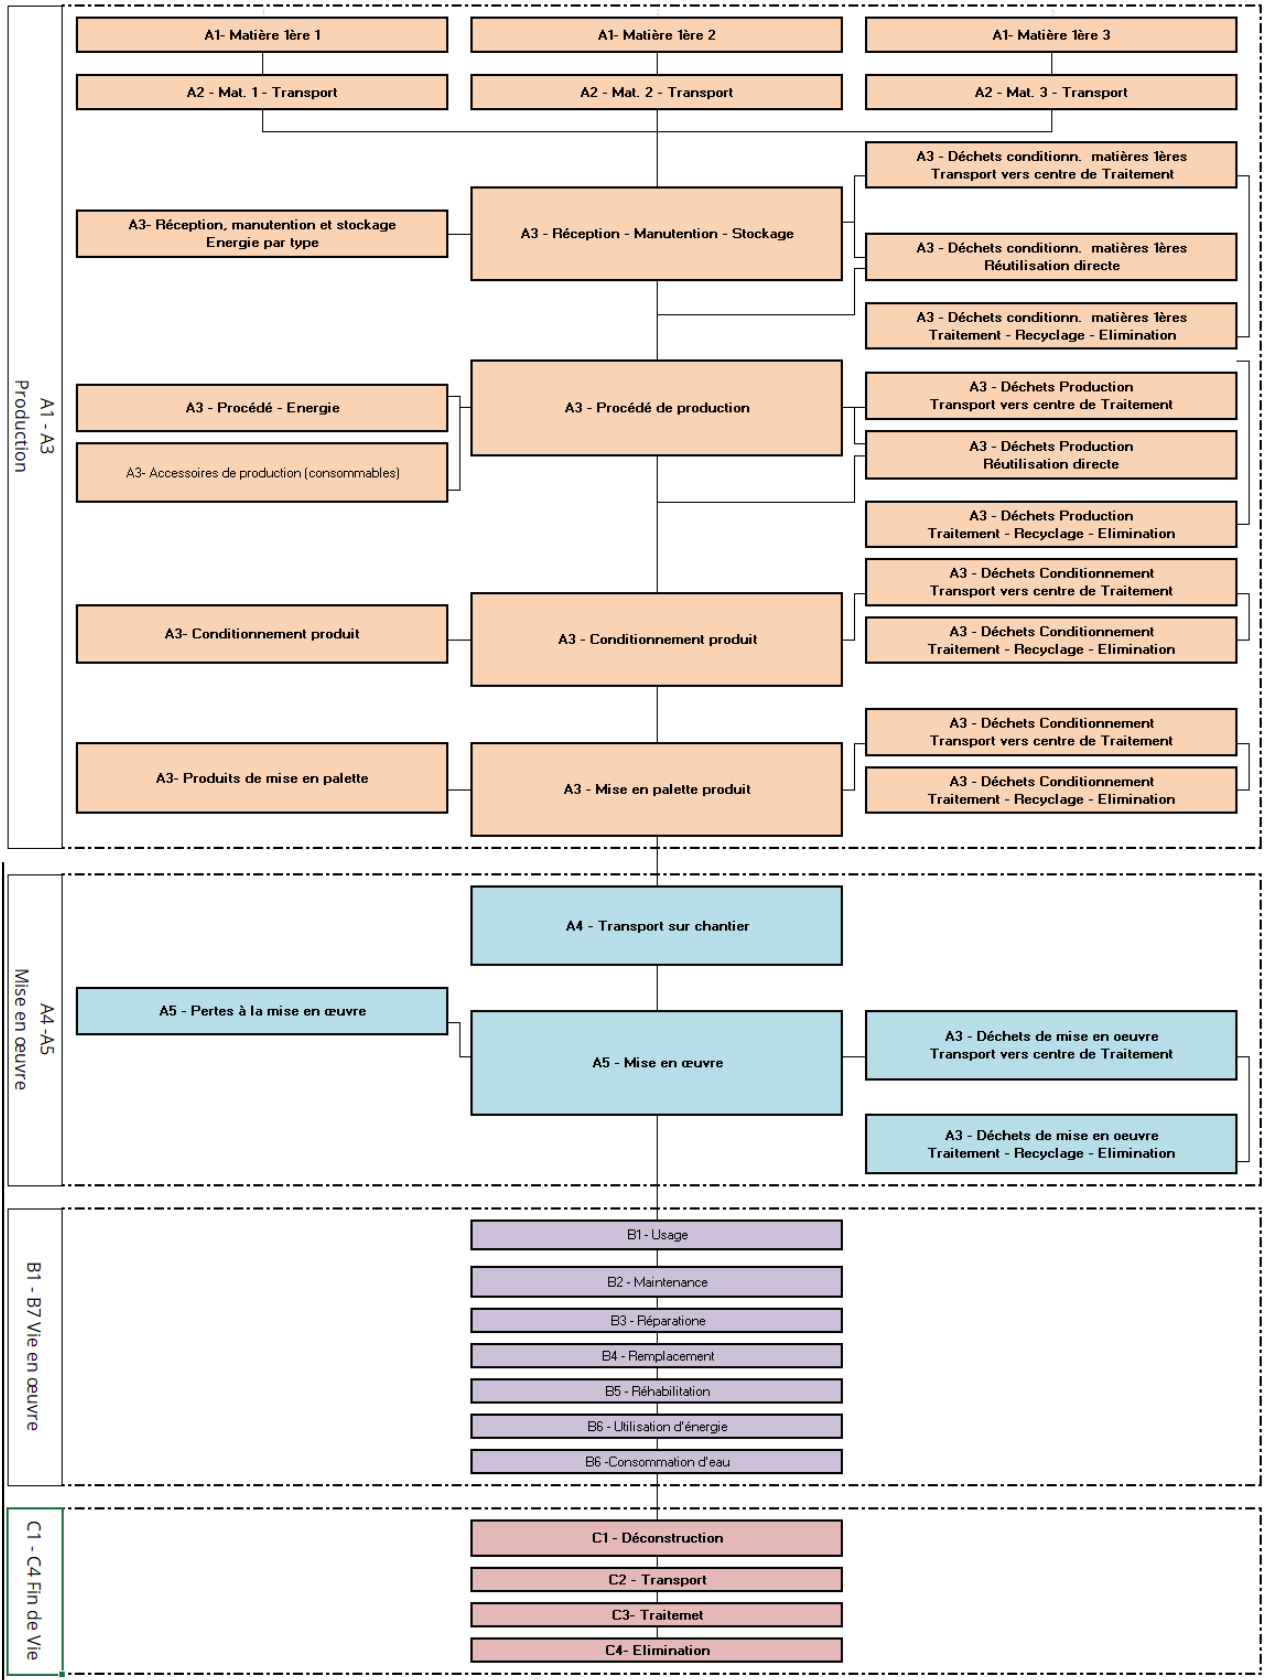 A1- Matière 1ère 1
A1- Matière 1ère 2
A1- Matière 1ère 3
A2 - Mat. 1 - Transport
A2 - Mat. 2 - Transport
A2 - Mat. 3 - Transport
A3 - Déchets conditionn.  matières 1ères
Transport vers centre de Traitement
A3- Réception, manutention et stockage
Energie par type
A3 - Réception - Manutention - Stockage
A3 - Déchets conditionn.  matières 1ères
Réutilisation directe
A3 - Déchets conditionn.  matières 1ères
Traitement - Recyclage - Elimination
A1 - A3
Production
A3 - Procédé - Energie
A3 - Procédé de production
A3 - Déchets Production
Transport vers centre de Traitement
A3- Accessoires de production (consommables)
A3 - Déchets Production
Réutilisation directe
A3 - Déchets Production
Traitement - Recyclage - Elimination
A3 - Déchets Conditionnement
Transport vers centre de Traitement
A3- Conditionnement produit
A3 - Conditionnement produit
A3 - Déchets Conditionnement
Traitement - Recyclage - Elimination
A3 - Déchets Conditionnement
Transport vers centre de Traitement
A3- Produits de mise en palette
A3 - Mise en palette produit
A3 - Déchets Conditionnement
Traitement - Recyclage - Elimination
A4 -A5
Mise en œuvre
A4 - Transport sur chantier
A5 - Pertes à la mise en œuvre
A5 - Mise en œuvre
A3 - Déchets de mise en oeuvre
Transport vers centre de Traitement
A3 - Déchets de mise en oeuvre
Traitement - Recyclage - Elimination
B1 - B7 Vie en œuvre
B1 - Usage
B2 - Maintenance
B3 - Réparatione
B4 - Remplacement
B5 - Réhabilitation
B6 - Utilisation d'énergie
B6 -Consommation d'eau
C1 - C4 Fin de Vie
C1 - Déconstruction
C2 - Transport
C3- Traitemet
C4- Elimination